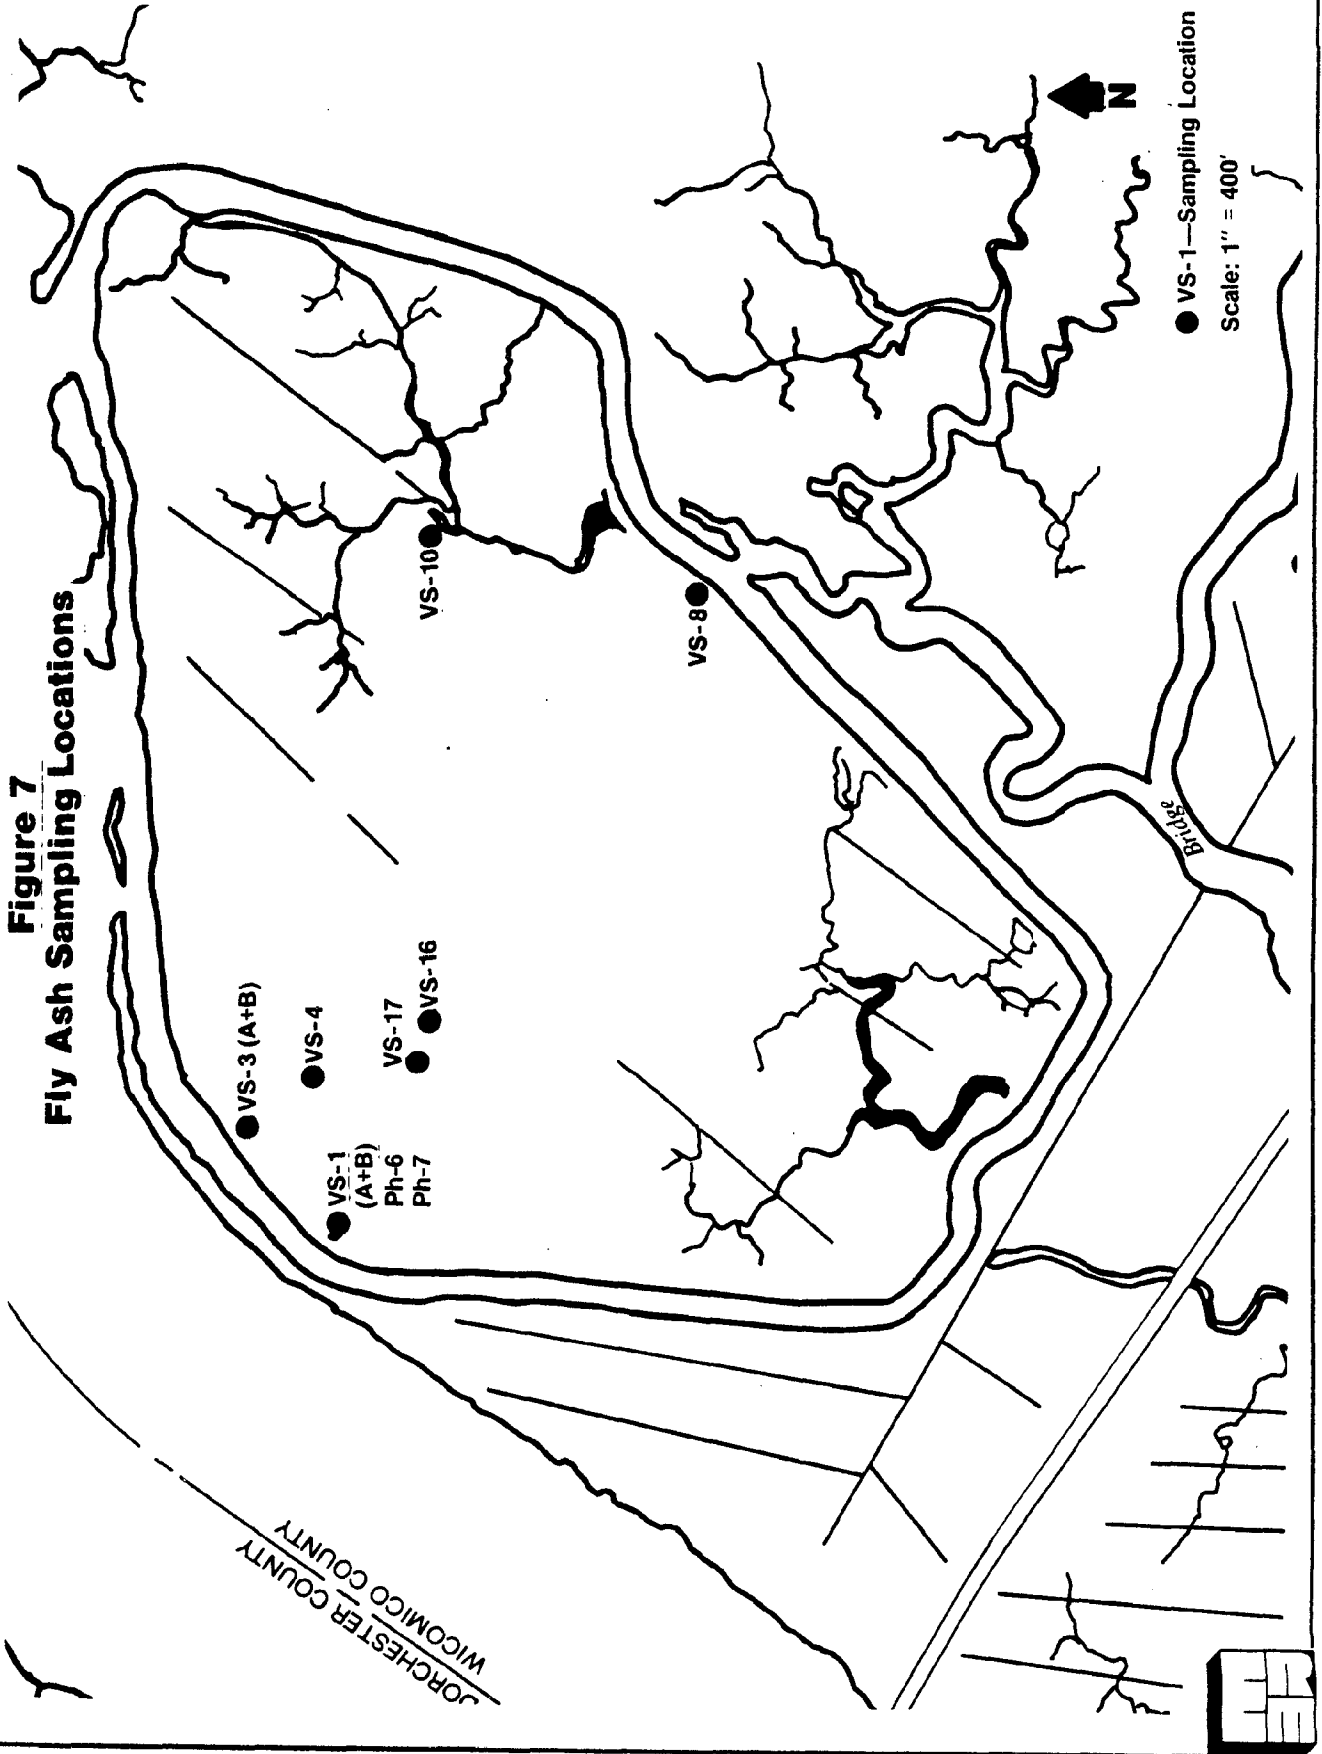 Figure 7
Fly Ash Sampling Locations
VS-3 (A+B)
VS-4
VS-17
VS-16
VS-1
(A+B)
Ph-6
Ph-7
VS-10
VS-8
Bridge
DORCHESTER COUNTY
WICOMICO COUNTY
N
VS-1—Sampling Location
Scale: 1" = 400'